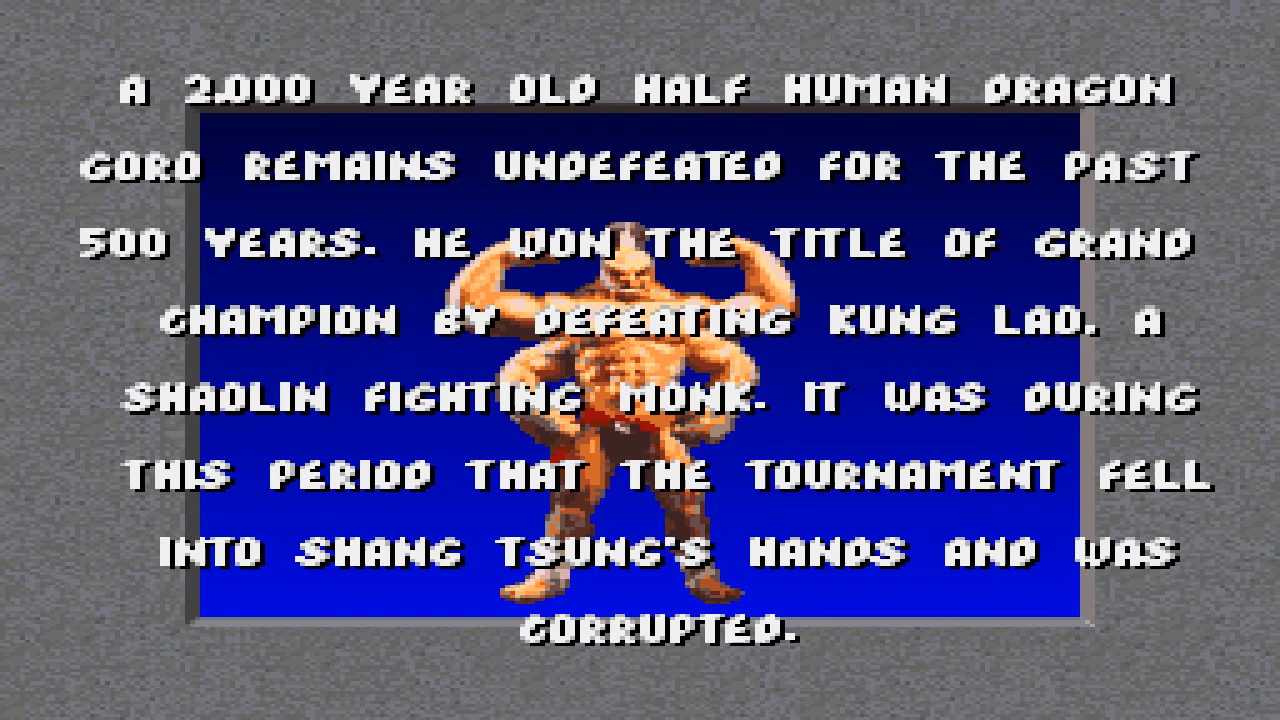 A 2.000 YEAR OLD HALF HUMAN DRAGON
GORO REMAINS UNDEFEATED FOR THE PAST
500 YEARS. HE WON THE TITLE OF GRAND
CHAMPION BY DEFEATING KUNG LAO. A
SHAOLIN FIGHTING MONK. IT WAS DURING
THIS PERIOD THAT THE TOURNAMENT FELL
INTO SHANG TSUNG'S HANDS AND WAS
CORRUPTED.